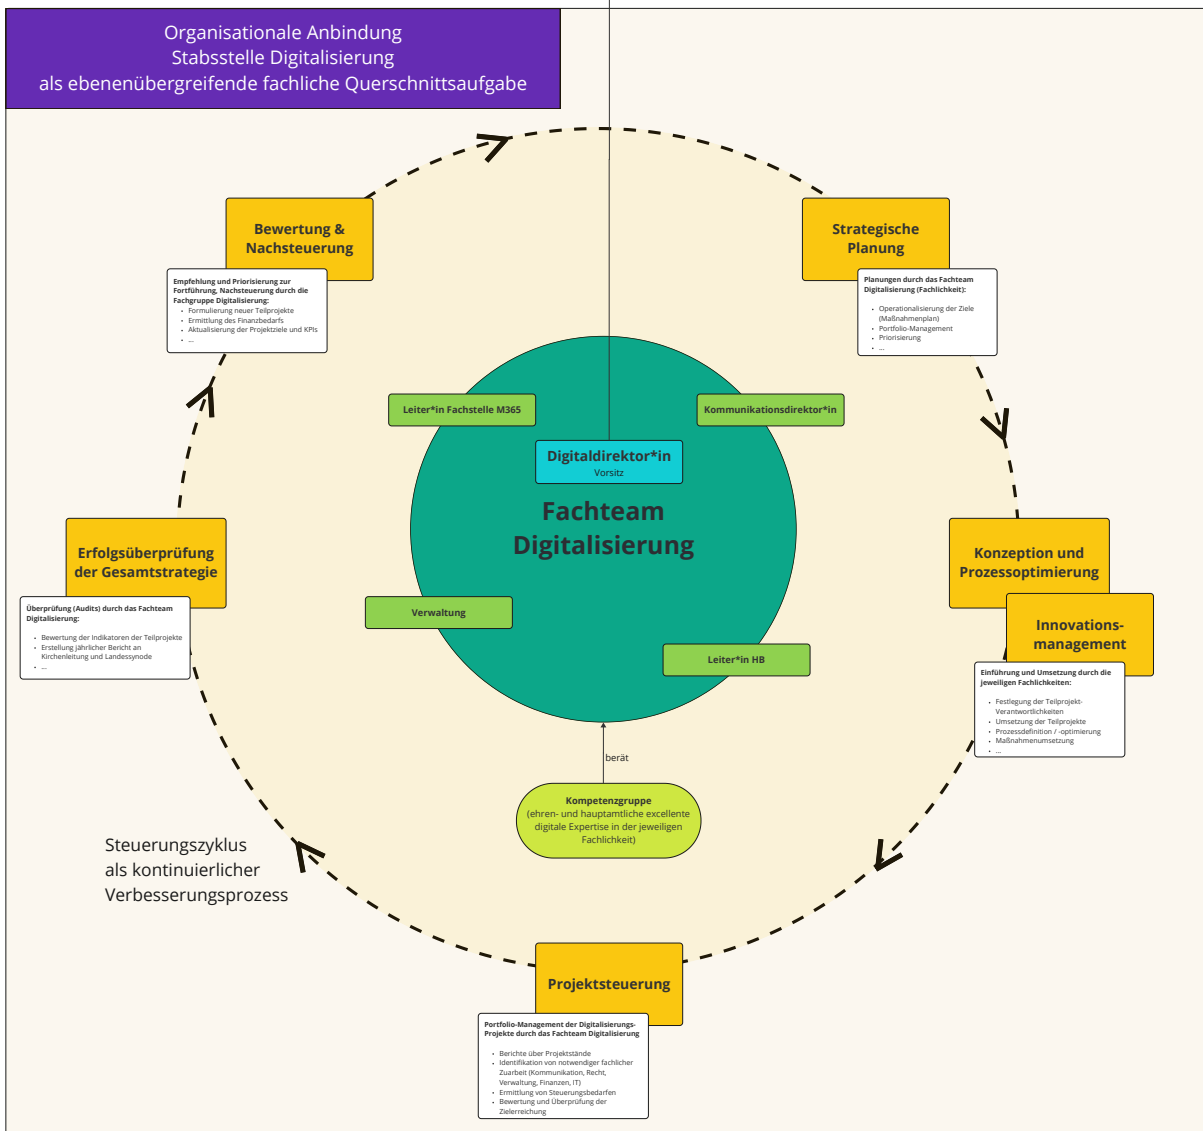 Organisationale Anbindung
Stabsstelle Digitalisierung
als ebenenübergreifende fachliche Querschnittsaufgabe
Bewertung &
Nachsteuerung
Empfehlung und Priorisierung zur
Fortführung, Nachsteuerung durch die
Fachgruppe Digitalisierung:
• Formulierung neuer Teilprojekte
• Ermittlung des Finanzbedarfs
• Aktualisierung der Projektziele und KPIs
• ...
Strategische
Planung
Planungen durch das Fachteam
Digitalisierung (Fachlichkeit):
• Operationalisierung der Ziele
(Maßnahmenplan)
• Portfolio-Management
• Priorisierung
• ...
Leiter*in Fachstelle M365
Kommunikationsdirektor*in
Digitaldirektor*in
Vorsitz
Fachteam
Digitalisierung
Verwaltung
Leiter*in HB
Erfolgsüberprüfung
der Gesamtstrategie
Überprüfung (Audits) durch das Fachteam
Digitalisierung:
• Bewertung der Indikatoren der Teilprojekte
• Erstellung jährlicher Bericht an
Kirchenleitung und Landessynode
• ...
Konzeption und
Prozessoptimierung
Innovations-
management
Einführung und Umsetzung durch die
jeweiligen Fachlichkeiten:
• Festlegung der Teilprojekt-
Verantwortlichkeiten
• Umsetzung der Teilprojekte
• Prozessdefinition / -optimierung
• Maßnahmenumsetzung
• ...
berät
Kompetenzgruppe
(ehren- und hauptamtliche excellente
digitale Expertise in der jeweiligen
Fachlichkeit)
Steuerungszyklus
als kontinuierlicher
Verbesserungsprozess
Projektsteuerung
Portfolio-Management der Digitalisierungs-
Projekte durch das Fachteam Digitalisierung
• Berichte über Projektstände
• Identifikation von notwendiger fachlicher
Zuarbeit (Kommunikation, Recht,
Verwaltung, Finanzen, IT)
• Ermittlung von Steuerungsbedarfen
• Bewertung und Überprüfung der
Zielerreichung